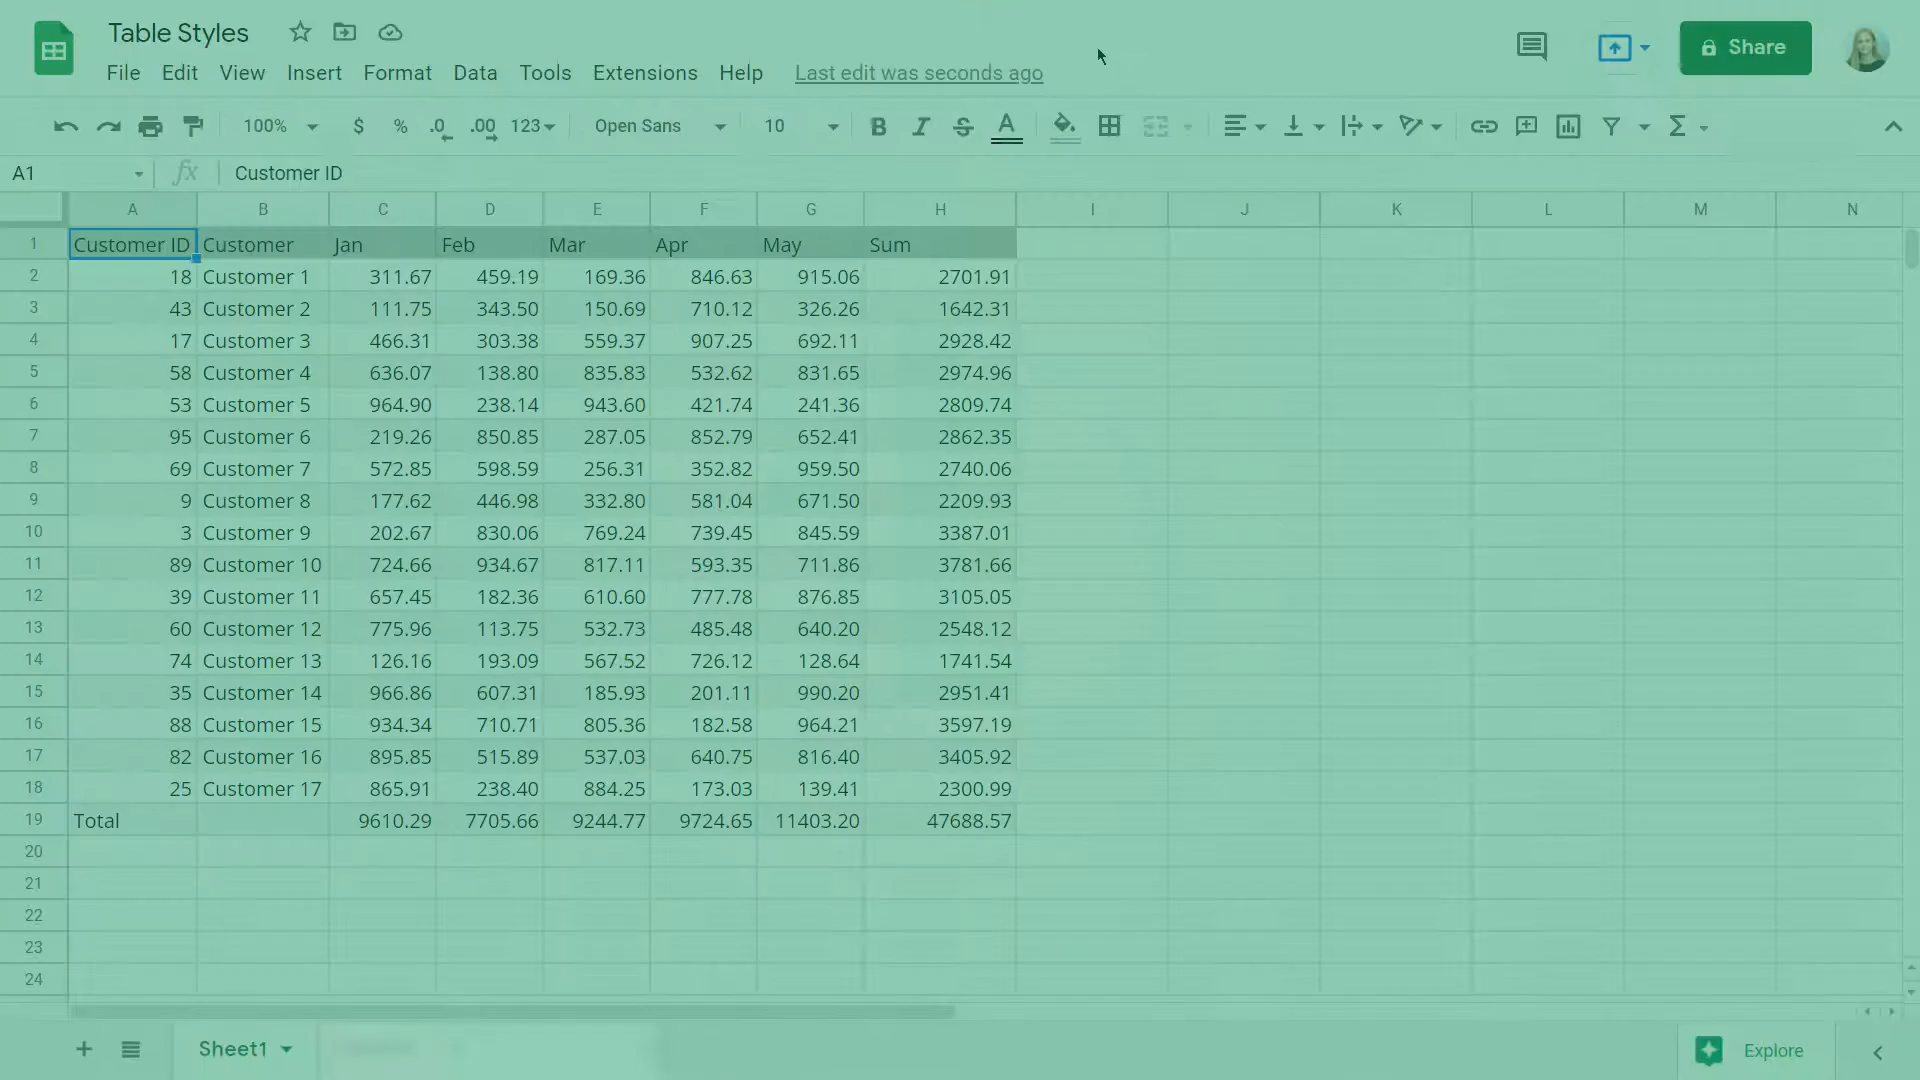 Table Styles
File Edit View Insert Format Data Tools Extensions Help Last edit was seconds ago
Share
100% $ % .0 .00 123 Open Sans 10 B I S A Σ
A1 fx Customer ID
A B C D E F G H I J K L M N
1 Customer ID Customer Jan Feb Mar Apr May Sum
2 18 Customer 1 311.67 459.19 169.36 846.63 915.06 2701.91
3 43 Customer 2 111.75 343.50 150.69 710.12 326.26 1642.31
4 17 Customer 3 466.31 303.38 559.37 907.25 692.11 2928.42
5 58 Customer 4 636.07 138.80 835.83 532.62 831.65 2974.96
6 53 Customer 5 964.90 238.14 943.60 421.74 241.36 2809.74
7 95 Customer 6 219.26 850.85 287.05 852.79 652.41 2862.35
8 69 Customer 7 572.85 598.59 256.31 352.82 959.50 2740.06
9 9 Customer 8 177.62 446.98 332.80 581.04 671.50 2209.93
10 3 Customer 9 202.67 830.06 769.24 739.45 845.59 3387.01
11 89 Customer 10 724.66 934.67 817.11 593.35 711.86 3781.66
12 39 Customer 11 657.45 182.36 610.60 777.78 876.85 3105.05
13 60 Customer 12 775.96 113.75 532.73 485.48 640.20 2548.12
14 74 Customer 13 126.16 193.09 567.52 726.12 128.64 1741.54
15 35 Customer 14 966.86 607.31 185.93 201.11 990.20 2951.41
16 88 Customer 15 934.34 710.71 805.36 182.58 964.21 3597.19
17 82 Customer 16 895.85 515.89 537.03 640.75 816.40 3405.92
18 25 Customer 17 865.91 238.40 884.25 173.03 139.41 2300.99
19 Total 9610.29 7705.66 9244.77 9724.65 11403.20 47688.57
20
21
22
23
24
Sheet1 Explore